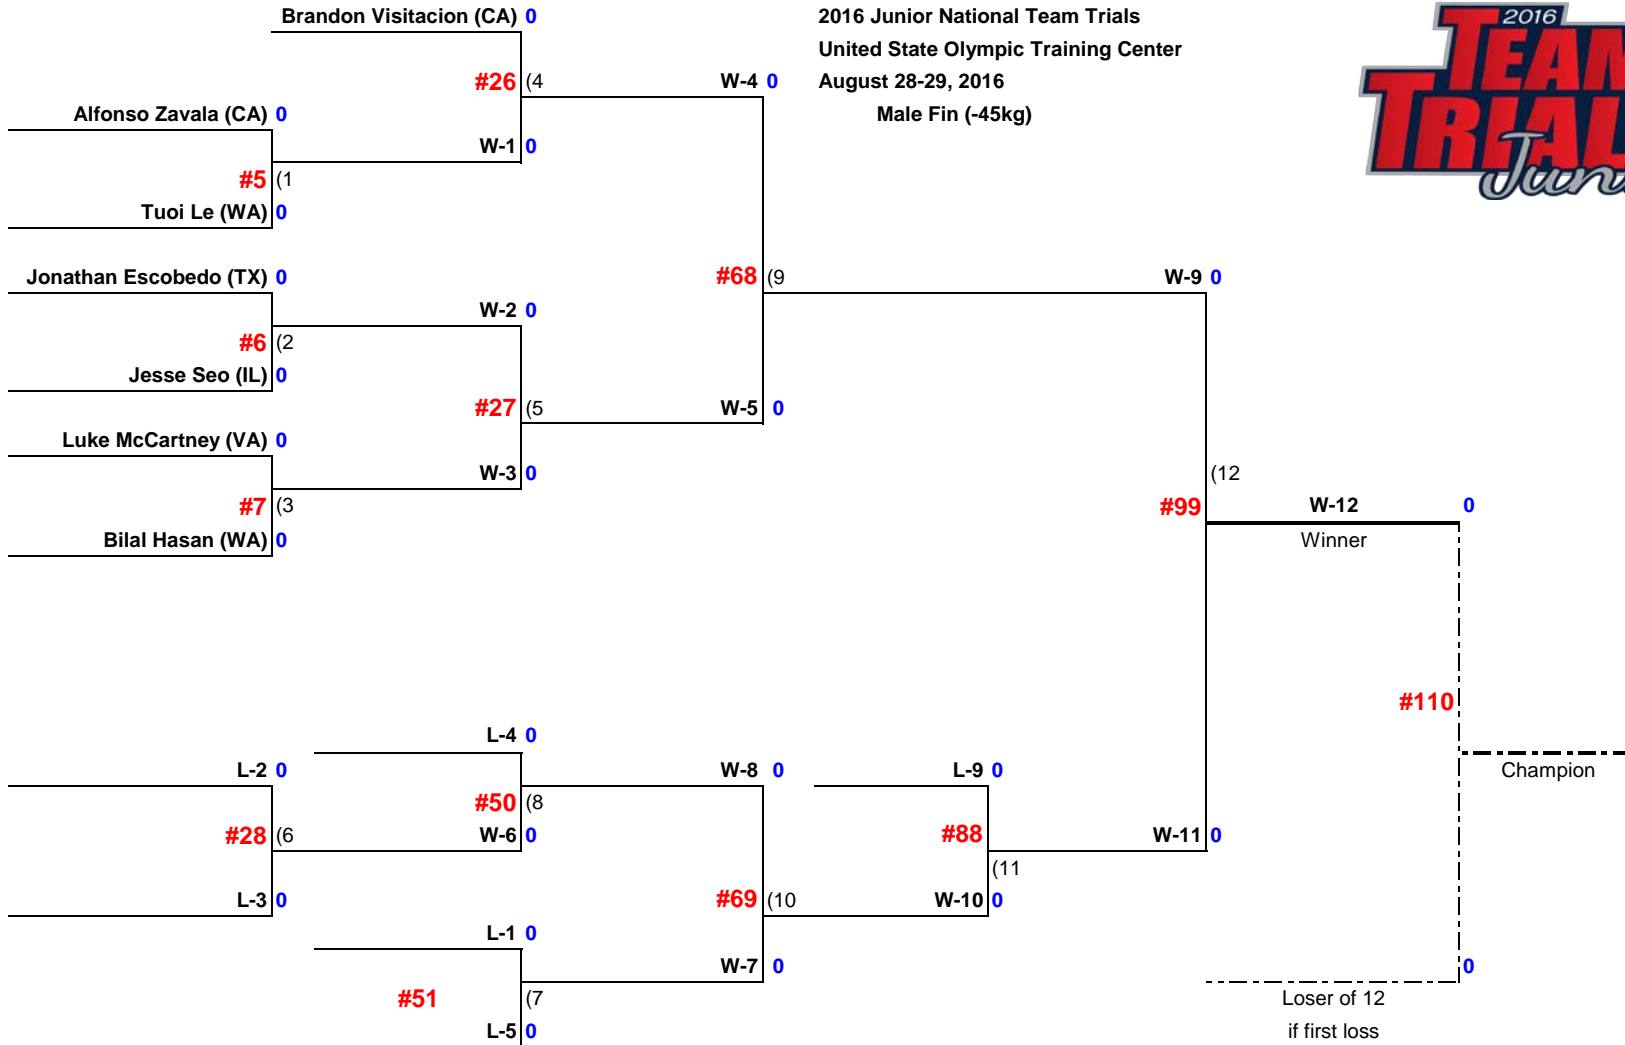 Brandon Visitacion (CA) 0
2016 Junior National Team Trials
United State Olympic Training Center
August 28-29, 2016
Male Fin (-45kg)
2016
TEAM
TRIAL
Juni
#26 (4
W-4 0
Alfonso Zavala (CA) 0
W-1 0
#5 (1
Tuoi Le (WA) 0
Jonathan Escobedo (TX) 0
#68 (9
W-9 0
W-2 0
#6 (2
Jesse Seo (IL) 0
#27 (5
W-5 0
Luke McCartney (VA) 0
W-3 0
(12
#7 (3
#99
W-12 0
Bilal Hasan (WA) 0
Winner
#110
L-4 0
L-2 0
W-8 0
L-9 0
Champion
#50 (8
#28 (6
W-6 0
#88
W-11 0
(11
L-3 0
#69 (10
W-10 0
L-1 0
W-7 0
0
#51 (7
Loser of 12
L-5 0
if first loss